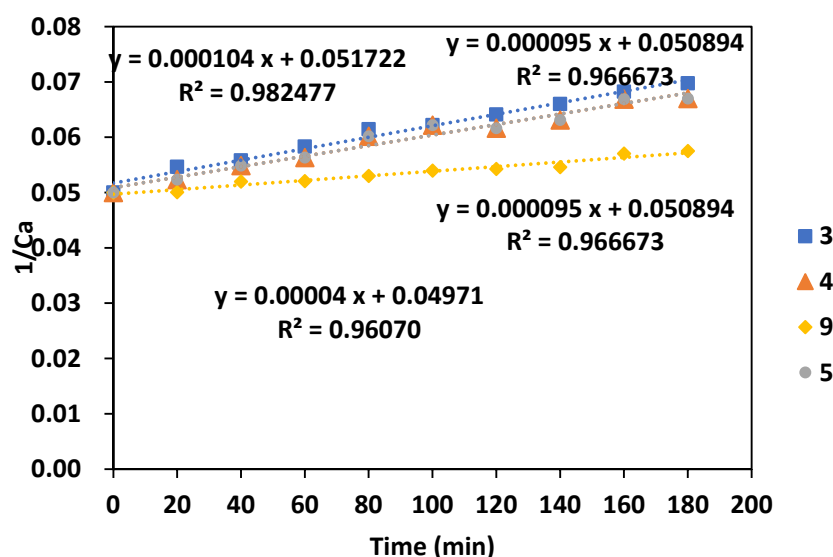 0.08
0.07
0.06
0.05
0.04
0.03
0.02
0.01
0.00
1/Ca
y = 0.000104 x + 0.051722
R² = 0.982477
y = 0.000095 x + 0.050894
R² = 0.966673
y = 0.000095 x + 0.050894
R² = 0.966673
y = 0.00004 x + 0.04971
R² = 0.96070
3
4
9
5
0 20 40 60 80 100 120 140 160 180 200
Time (min)